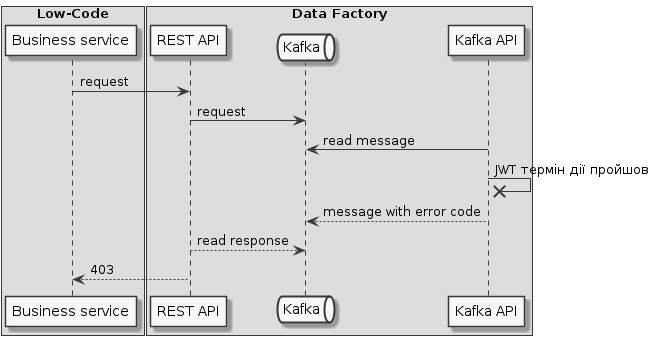 Low-Code
Data Factory
Business service
REST API
Kafka
Kafka API
request
request
read message
JWT термін дії пройшов
message with error code
read response
403
Business service
REST API
Kafka
Kafka API